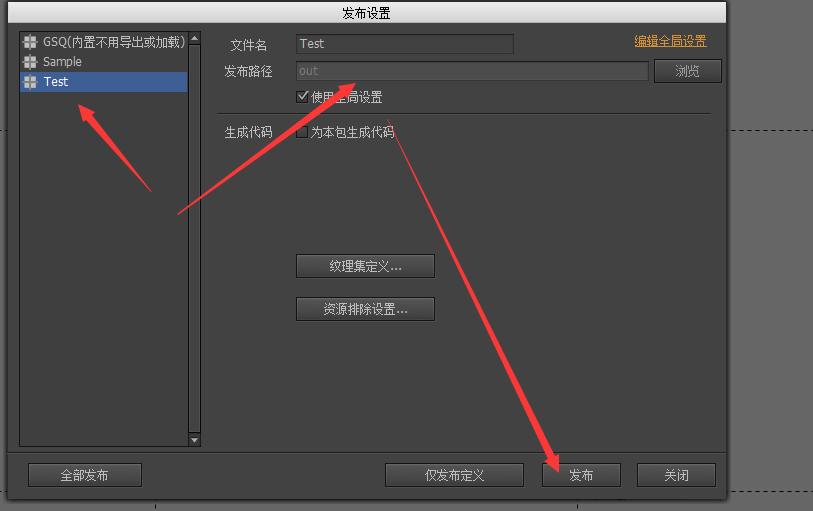 发布设置
GSQ(内置不用导出或加载)
Sample
Test
文件名
Test
编辑全局设置
发布路径
out
浏览
使用全局设置
生成代码
为本包生成代码
纹理集定义...
资源排除设置...
全部发布
仅发布定义
发布
关闭